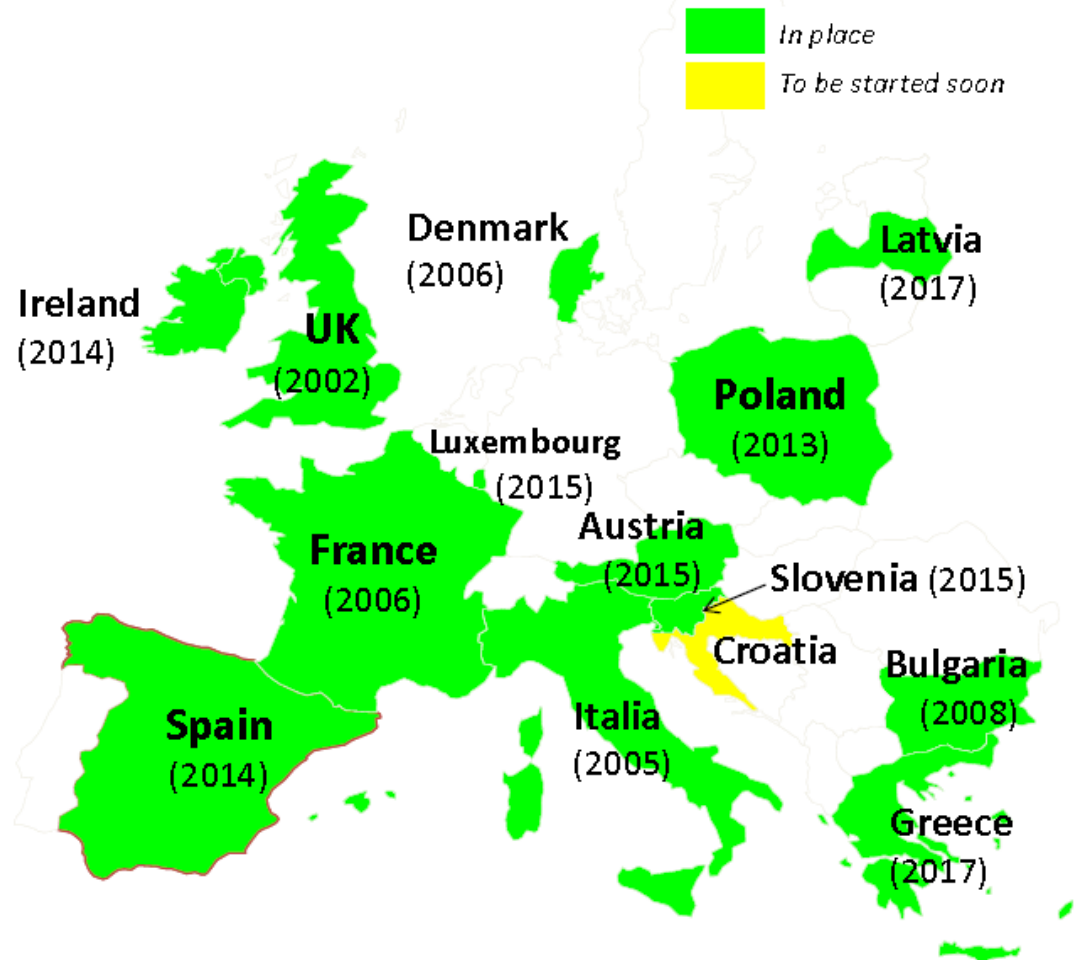 In place
To be started soon
Denmark
(2006)
Latvia
(2017)
Ireland
(2014)
UK
(2002)
Poland
(2013)
Luxembourg
(2015)
Austria
(2015)
France
(2006)
Slovenia (2015)
Croatia
Bulgaria
(2008)
Spain
(2014)
Italia
(2005)
Greece
(2017)